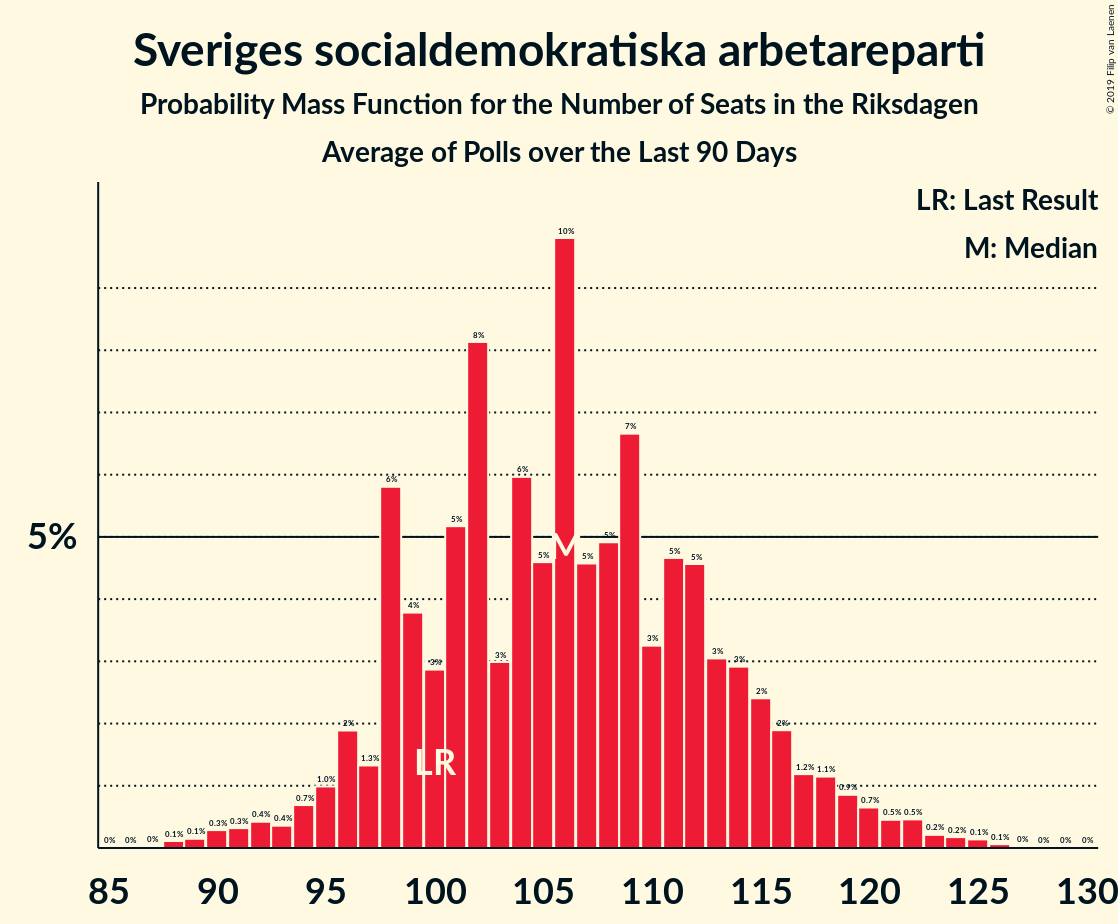 Sveriges socialdemokratiska arbetareparti
Probability Mass Function for the Number of Seats in the Riksdagen
Average of Polls over the Last 90 Days
© 2019 Filip van Laenen
LR: Last Result
M: Median
5%
0% 0% 0% 0.1% 0.1% 0.3% 0.3% 0.4% 0.4% 0.7% 1.0% 2% 1.3% 6% 4% 3% 5% 8% 3% 6% 5% 10% 5% 5% 7% 3% 5% 5% 3% 3% 2% 2% 1.2% 1.1% 0.9% 0.7% 0.5% 0.5% 0.2% 0.2% 0.1% 0.1% 0% 0% 0% 0%
M
LR
85 90 95 100 105 110 115 120 125 130